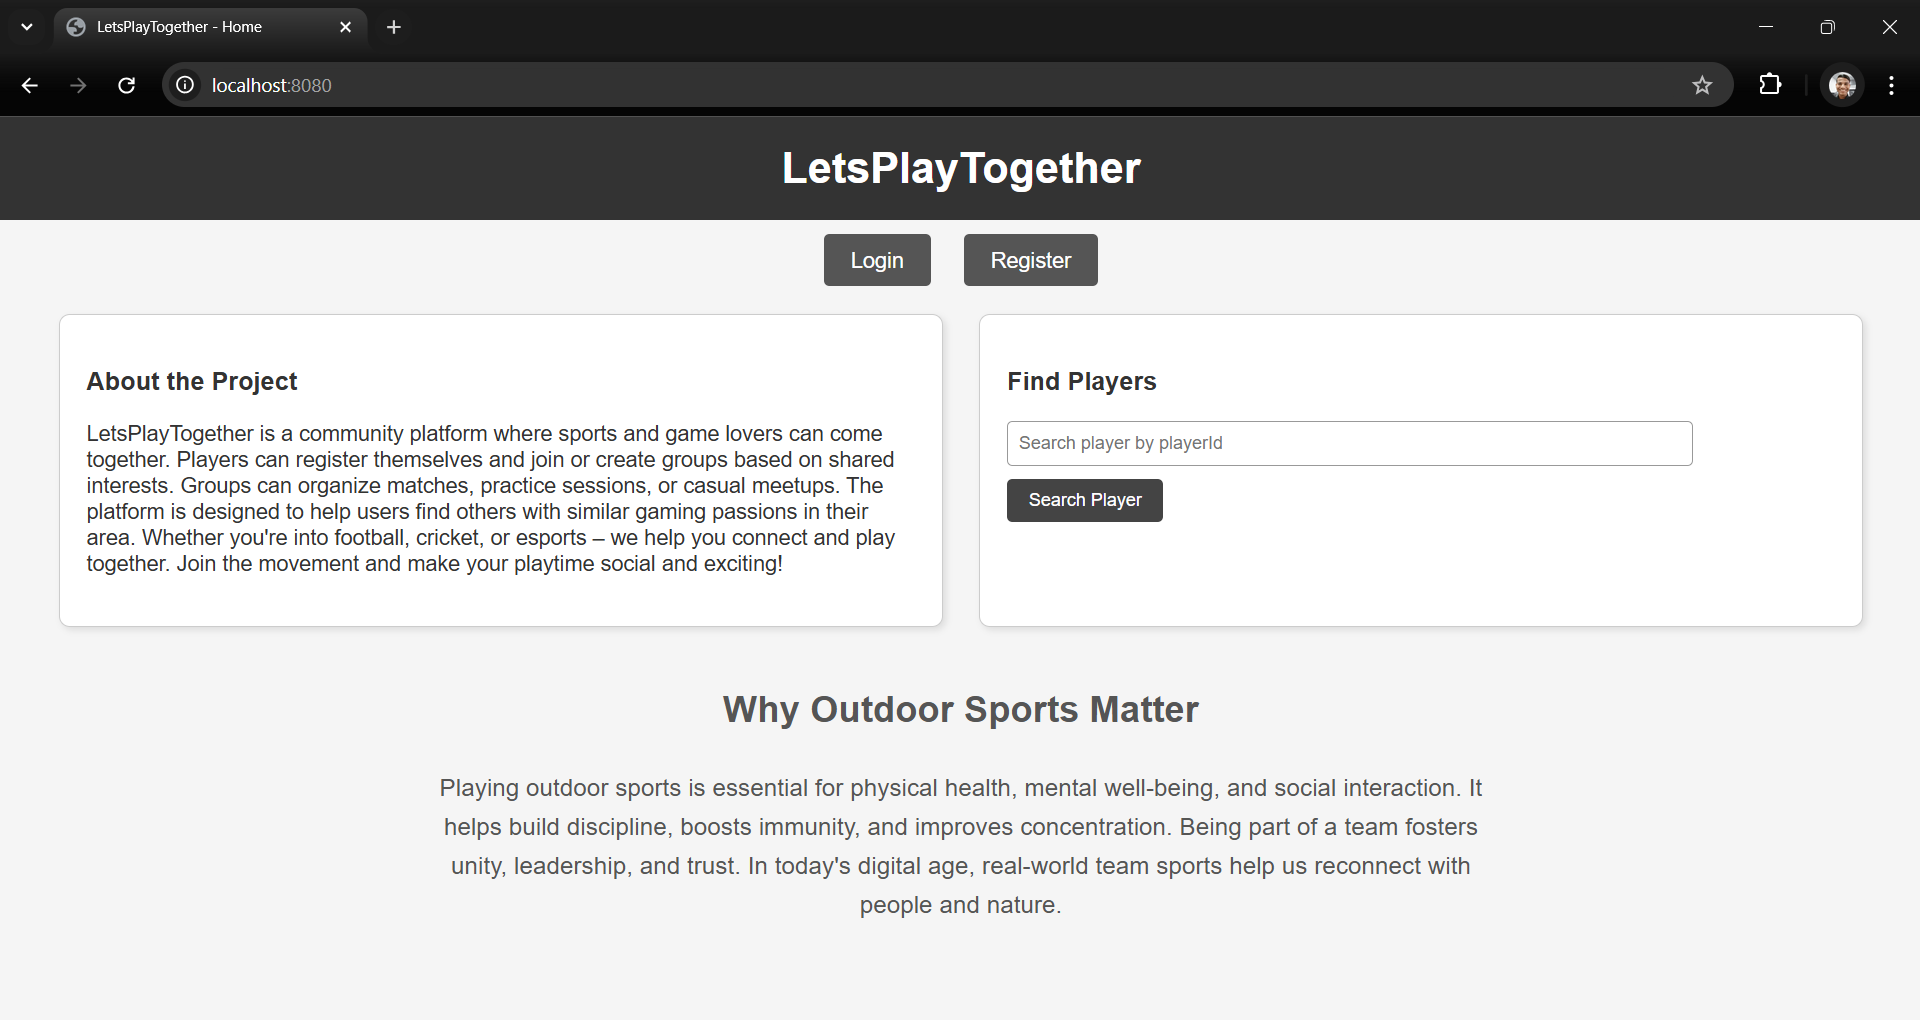 LetsPlayTogether - Home
localhost:8080
LetsPlayTogether
Login
Register
About the Project
LetsPlayTogether is a community platform where sports and game lovers can come
together. Players can register themselves and join or create groups based on shared
interests. Groups can organize matches, practice sessions, or casual meetups. The
platform is designed to help users find others with similar gaming passions in their
area. Whether you're into football, cricket, or esports – we help you connect and play
together. Join the movement and make your playtime social and exciting!
Find Players
Search player by playerId
Search Player
Why Outdoor Sports Matter
Playing outdoor sports is essential for physical health, mental well-being, and social interaction. It
helps build discipline, boosts immunity, and improves concentration. Being part of a team fosters
unity, leadership, and trust. In today's digital age, real-world team sports help us reconnect with
people and nature.